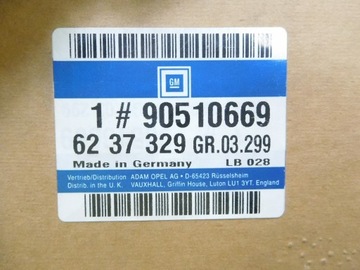 GM
1 # 90510669
62 37 329 GR.03.299
Made in Germany LB 028
Vertrieb/Distribution ADAM OPEL AG • D-65423 Rüsselsheim
Distrib. in the U. K. VAUXHALL, Griffin House, Luton LU1 3YT. England